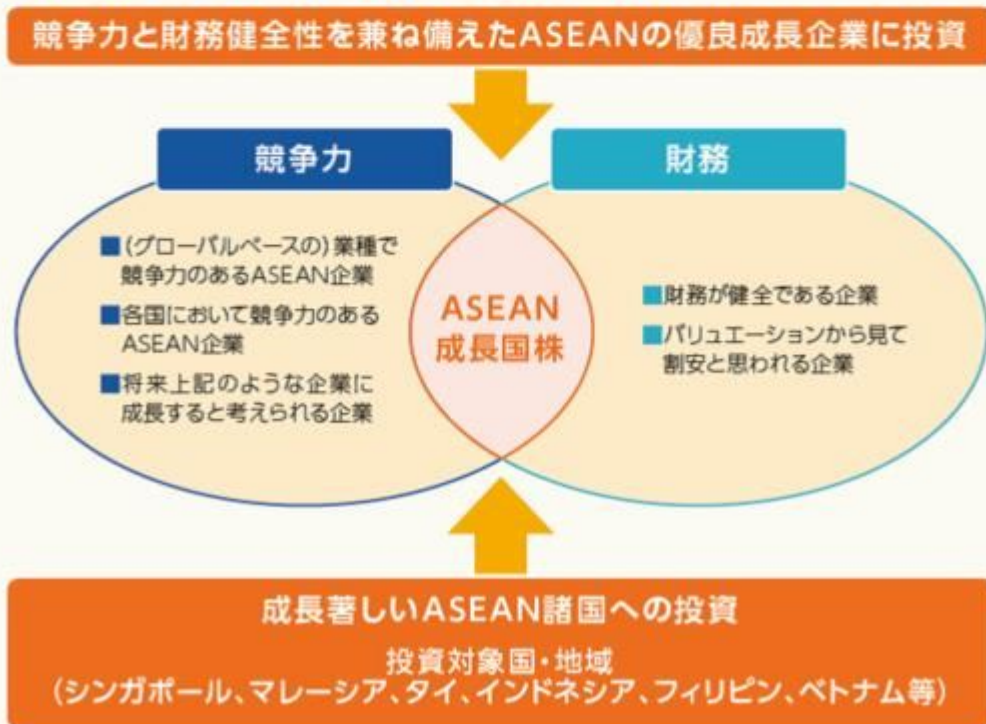 競争力と財務健全性を兼ね備えたASEANの優良成長企業に投資
競争力
■(グローバルベースの)業種で
競争力のあるASEAN企業
■各国において競争力のある
ASEAN企業
■将来上記のような企業に
成長すると考えられる企業
ASEAN
成長国株
財務
■財務が健全である企業
■バリュエーションから見て
割安と思われる企業
成長著しいASEAN諸国への投資
投資対象国・地域
(シンガポール、マレーシア、タイ、インドネシア、フィリピン、ベトナム等)